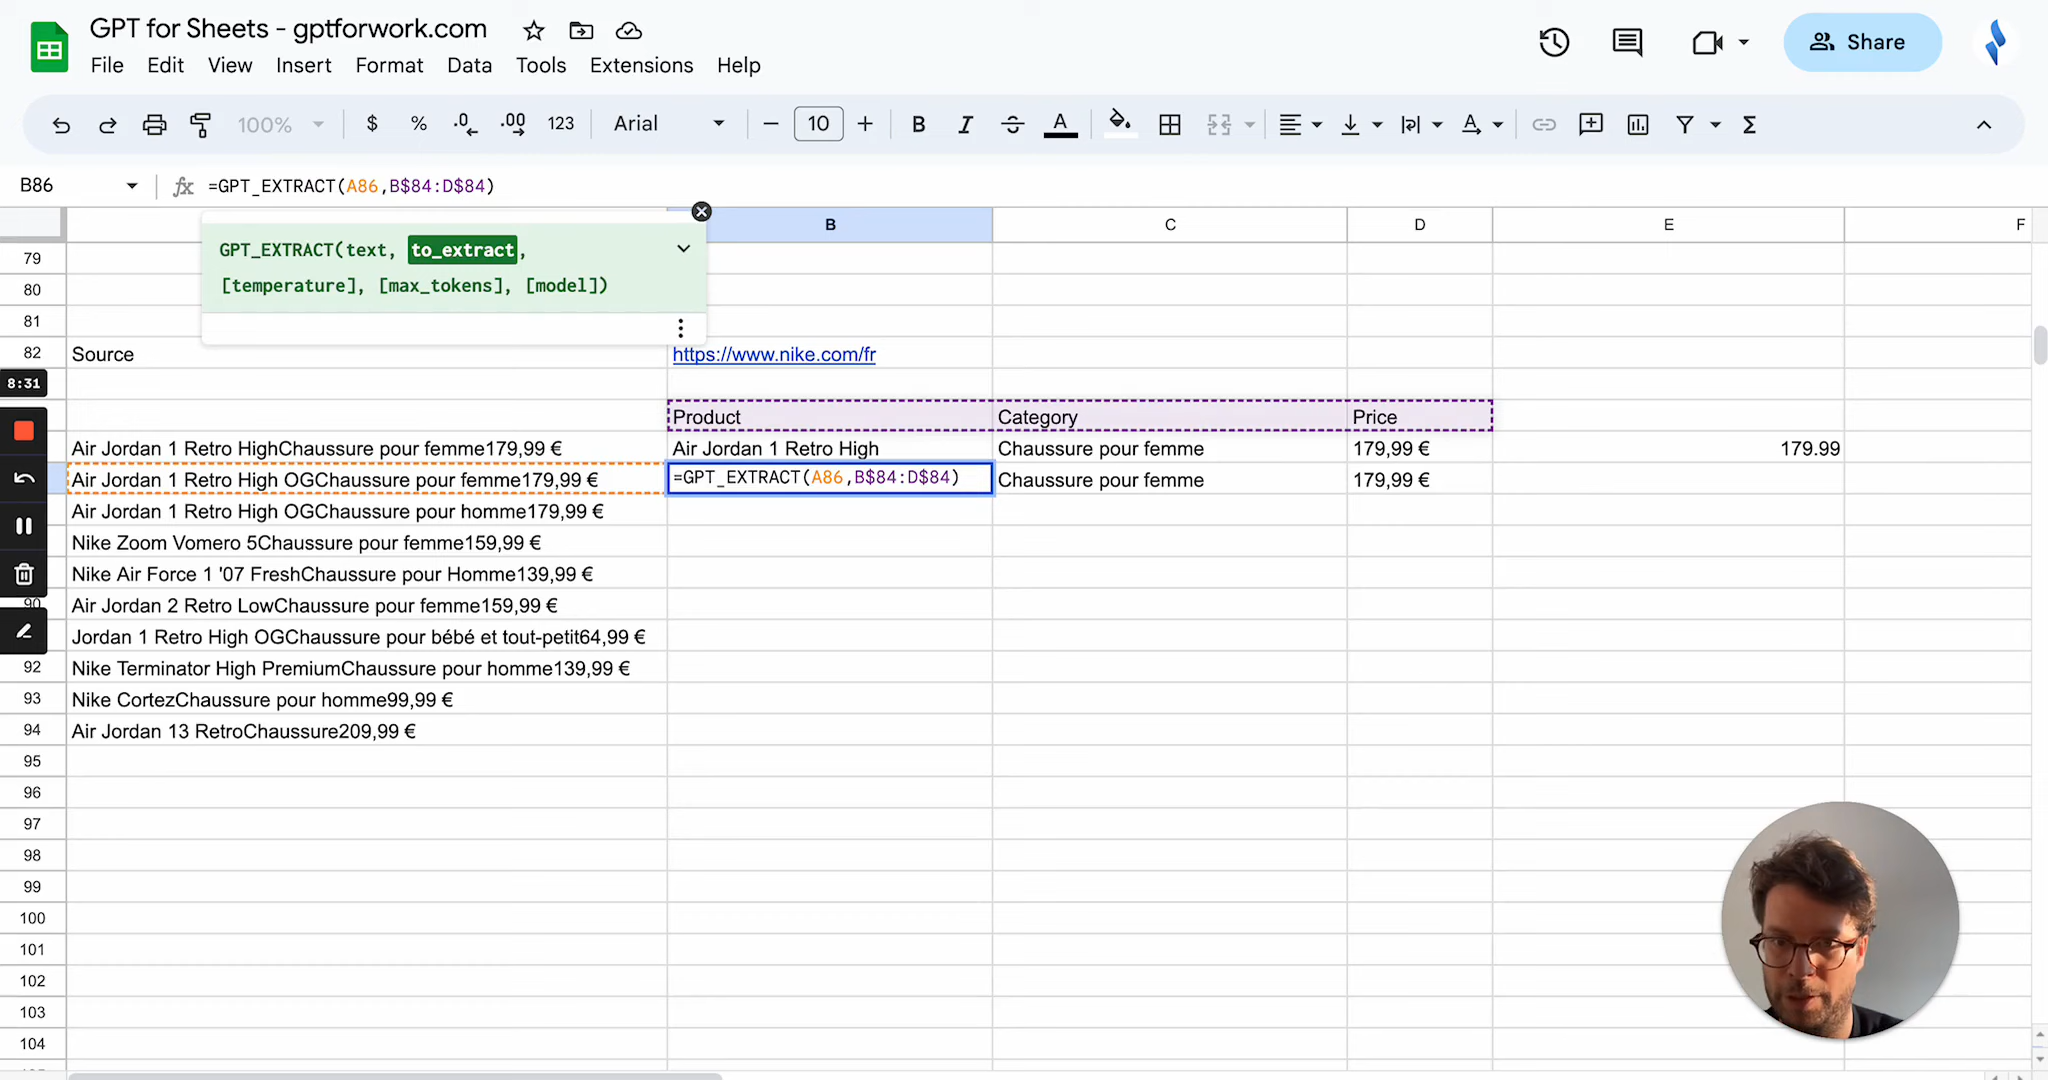 GPT for Sheets - gptforwork.com
File Edit View Insert Format Data Tools Extensions Help
Share
100% $ % .0 .00 123 Arial 10 B I A Σ
B86 fx =GPT_EXTRACT(A86,B$84:D$84)
B C D E F
GPT_EXTRACT(text, to_extract,
[temperature], [max_tokens], [model])
79
80
81
82 Source https://www.nike.com/fr
8:31
Product Category Price
Air Jordan 1 Retro HighChaussure pour femme179,99 € Air Jordan 1 Retro High Chaussure pour femme 179,99 € 179.99
Air Jordan 1 Retro High OGChaussure pour femme179,99 € =GPT_EXTRACT(A86,B$84:D$84) Chaussure pour femme 179,99 €
Air Jordan 1 Retro High OGChaussure pour homme179,99 €
Nike Zoom Vomero 5Chaussure pour femme159,99 €
Nike Air Force 1 '07 FreshChaussure pour Homme139,99 €
90 Air Jordan 2 Retro LowChaussure pour femme159,99 €
Jordan 1 Retro High OGChaussure pour bébé et tout-petit64,99 €
92 Nike Terminator High PremiumChaussure pour homme139,99 €
93 Nike CortezChaussure pour homme99,99 €
94 Air Jordan 13 RetroChaussure209,99 €
95
96
97
98
99
100
101
102
103
104